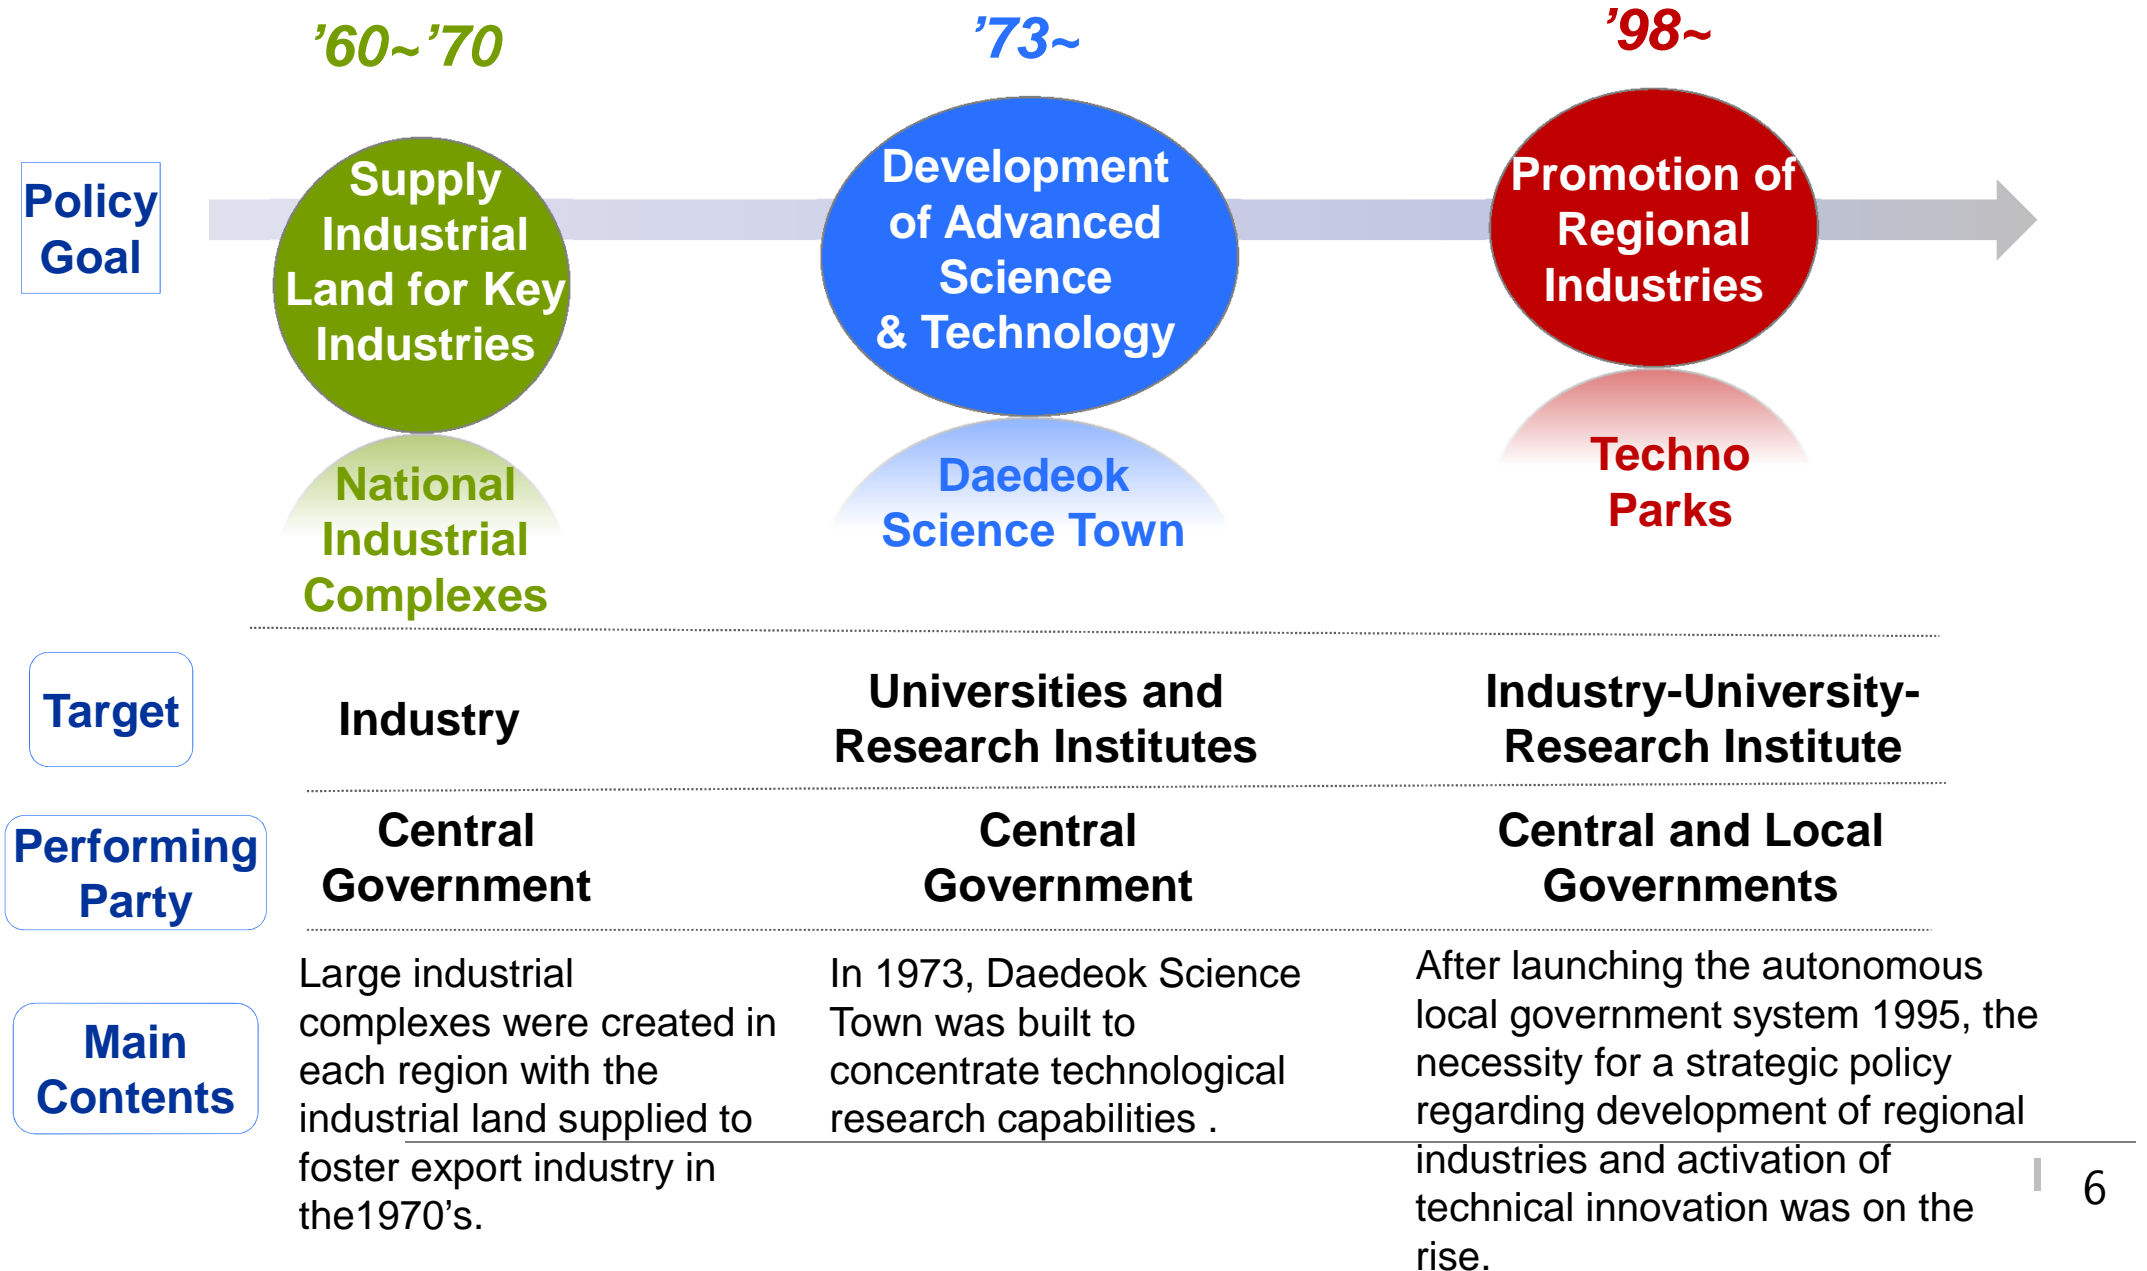 ’60~’70
’73~
’98~
Policy
Goal
Supply
Industrial
Land for Key
Industries
Development
of Advanced
Science
& Technology
Promotion of
Regional
Industries
National
Industrial
Complexes
Daedeok
Science Town
Techno
Parks
Target
Industry
Universities and
Research Institutes
Industry-University-
Research Institute
Performing
Party
Central
Government
Central
Government
Central and Local
Governments
Main
Contents
Large industrial
complexes were created in
each region with the
industrial land supplied to
foster export industry in
the1970’s.
In 1973, Daedeok Science
Town was built to
concentrate technological
research capabilities .
After launching the autonomous
local government system 1995, the
necessity for a strategic policy
regarding development of regional
industries and activation of
technical innovation was on the
rise.
6